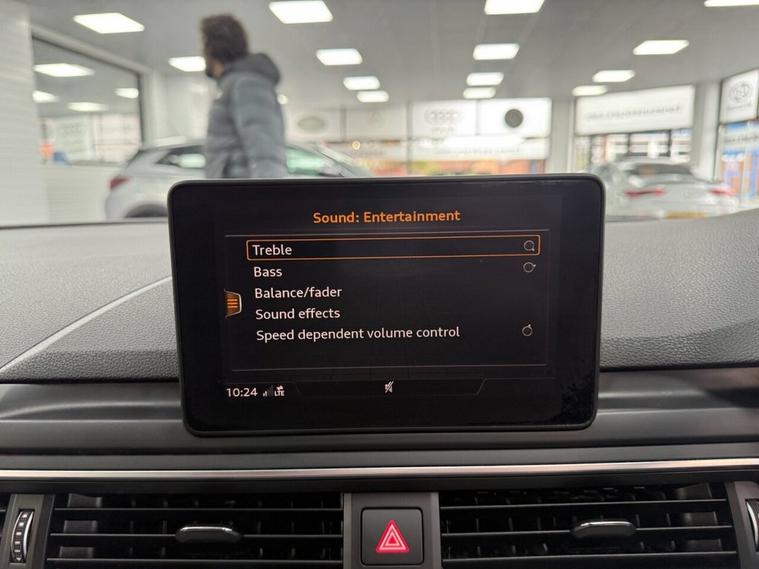 Sound: Entertainment
Treble
Bass
Balance/fader
Sound effects
Speed dependent volume control
10:24 LTE